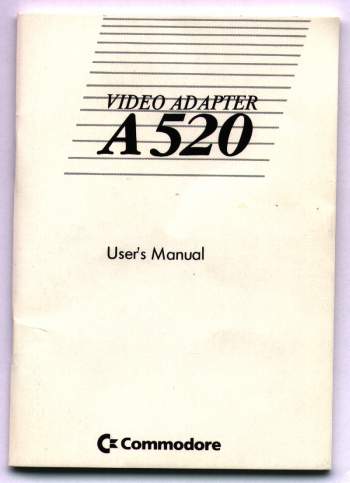 VIDEO ADAPTER
A520
User's Manual
Commodore